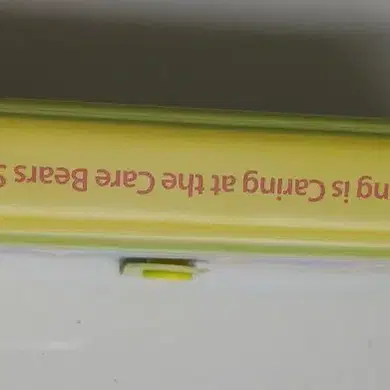 ng is Caring at the Care Bears S